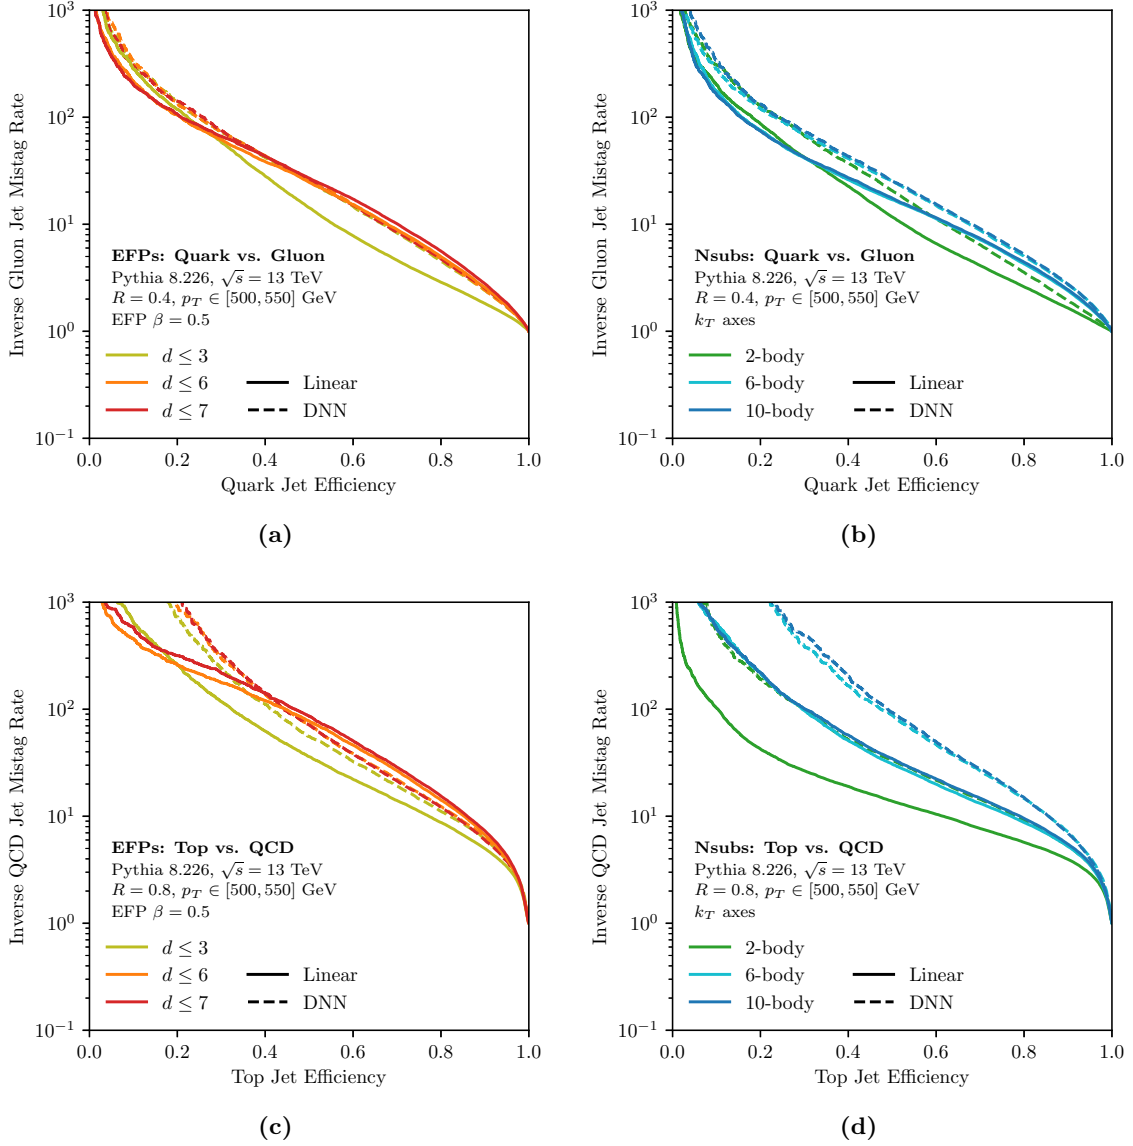 10³
10²
10¹
10⁰
10⁻¹
Inverse Gluon Jet Mistag Rate
EFPs: Quark vs. Gluon
Pythia 8.226, √s = 13 TeV
R = 0.4, p_T ∈ [500, 550] GeV
EFP β = 0.5
d ≤ 3
d ≤ 6
d ≤ 7
Linear
DNN
0.0 0.2 0.4 0.6 0.8 1.0
Quark Jet Efficiency
(a)
10³
10²
10¹
10⁰
10⁻¹
Inverse Gluon Jet Mistag Rate
Nsubs: Quark vs. Gluon
Pythia 8.226, √s = 13 TeV
R = 0.4, p_T ∈ [500, 550] GeV
k_T axes
2-body
6-body
10-body
Linear
DNN
0.0 0.2 0.4 0.6 0.8 1.0
Quark Jet Efficiency
(b)
10³
10²
10¹
10⁰
10⁻¹
Inverse QCD Jet Mistag Rate
EFPs: Top vs. QCD
Pythia 8.226, √s = 13 TeV
R = 0.8, p_T ∈ [500, 550] GeV
EFP β = 0.5
d ≤ 3
d ≤ 6
d ≤ 7
Linear
DNN
0.0 0.2 0.4 0.6 0.8 1.0
Top Jet Efficiency
(c)
10³
10²
10¹
10⁰
10⁻¹
Inverse QCD Jet Mistag Rate
Nsubs: Top vs. QCD
Pythia 8.226, √s = 13 TeV
R = 0.8, p_T ∈ [500, 550] GeV
k_T axes
2-body
6-body
10-body
Linear
DNN
0.0 0.2 0.4 0.6 0.8 1.0
Top Jet Efficiency
(d)